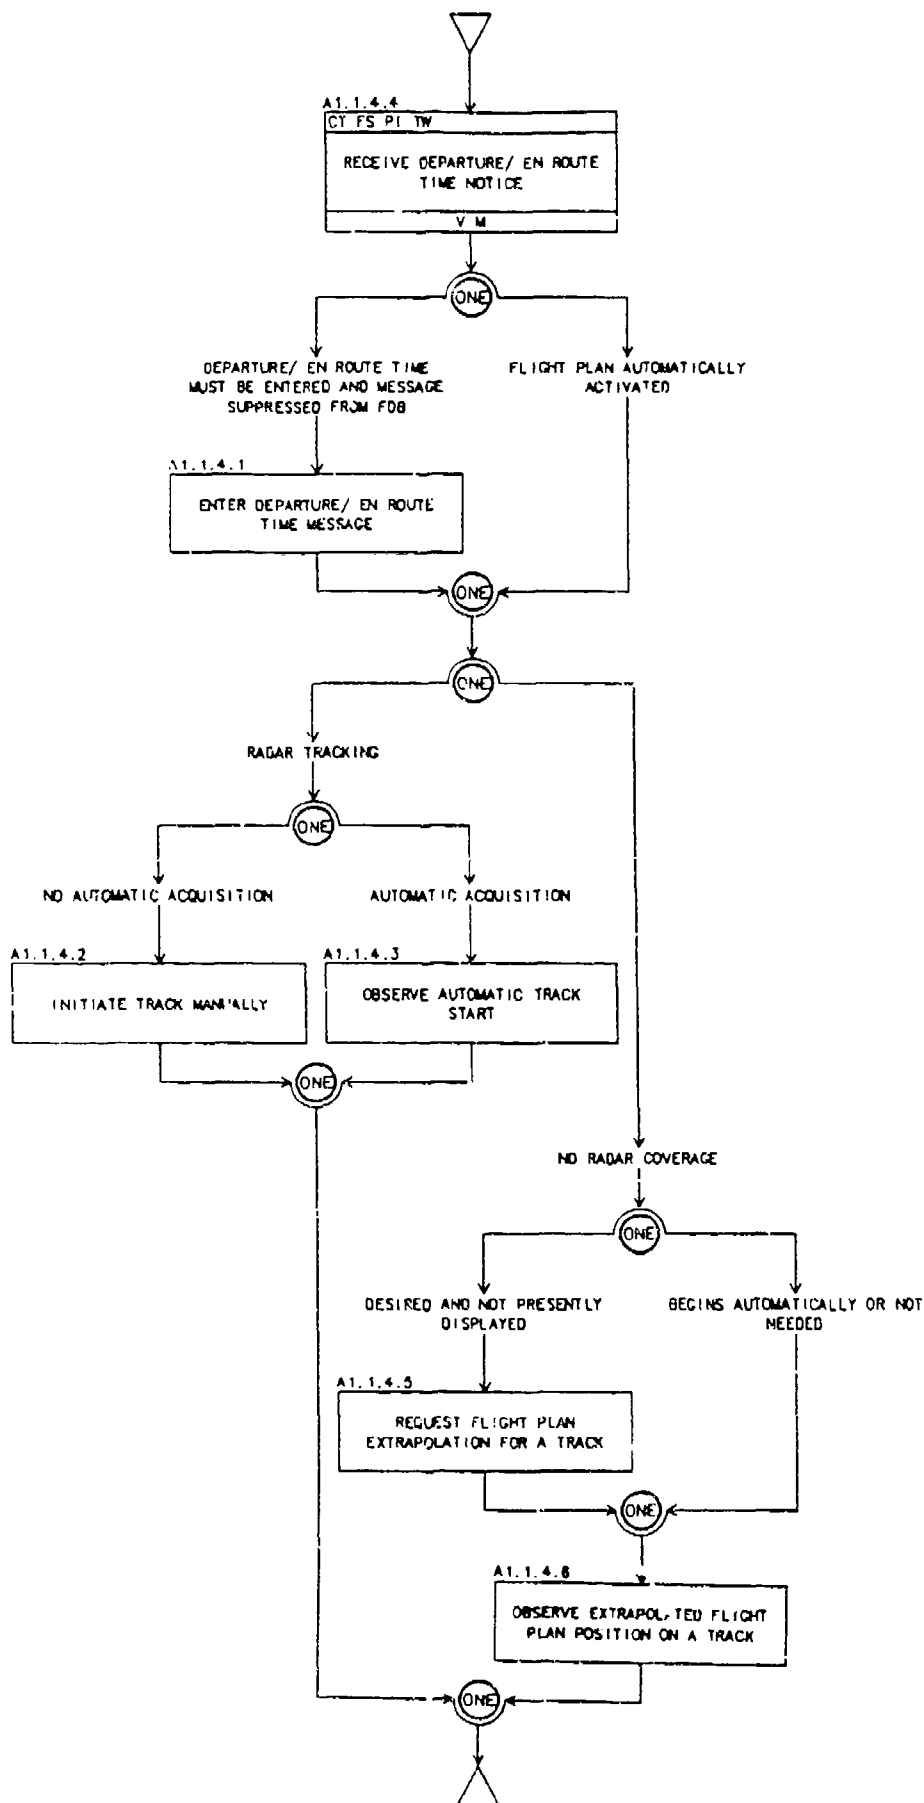 A1.1.4.4
CT FS PI TW
RECEIVE DEPARTURE/ EN ROUTE
TIME NOTICE
V M
ONE
DEPARTURE/ EN ROUTE TIME
MUST BE ENTERED AND MESSAGE
SUPPRESSED FROM FDB
FLIGHT PLAN AUTOMATICALLY
ACTIVATED
A1.1.4.1
ENTER DEPARTURE/ EN ROUTE
TIME MESSAGE
ONE
ONE
RADAR TRACKING
ONE
NO AUTOMATIC ACQUISITION
AUTOMATIC ACQUISITION
A1.1.4.2
INITIATE TRACK MANUALLY
A1.1.4.3
OBSERVE AUTOMATIC TRACK
START
ONE
NO RADAR COVERAGE
ONE
DESIRED AND NOT PRESENTLY
DISPLAYED
BEGINS AUTOMATICALLY OR NOT
NEEDED
A1.1.4.5
REQUEST FLIGHT PLAN
EXTRAPOLATION FOR A TRACK
ONE
A1.1.4.6
OBSERVE EXTRAPOLATED FLIGHT
PLAN POSITION ON A TRACK
ONE